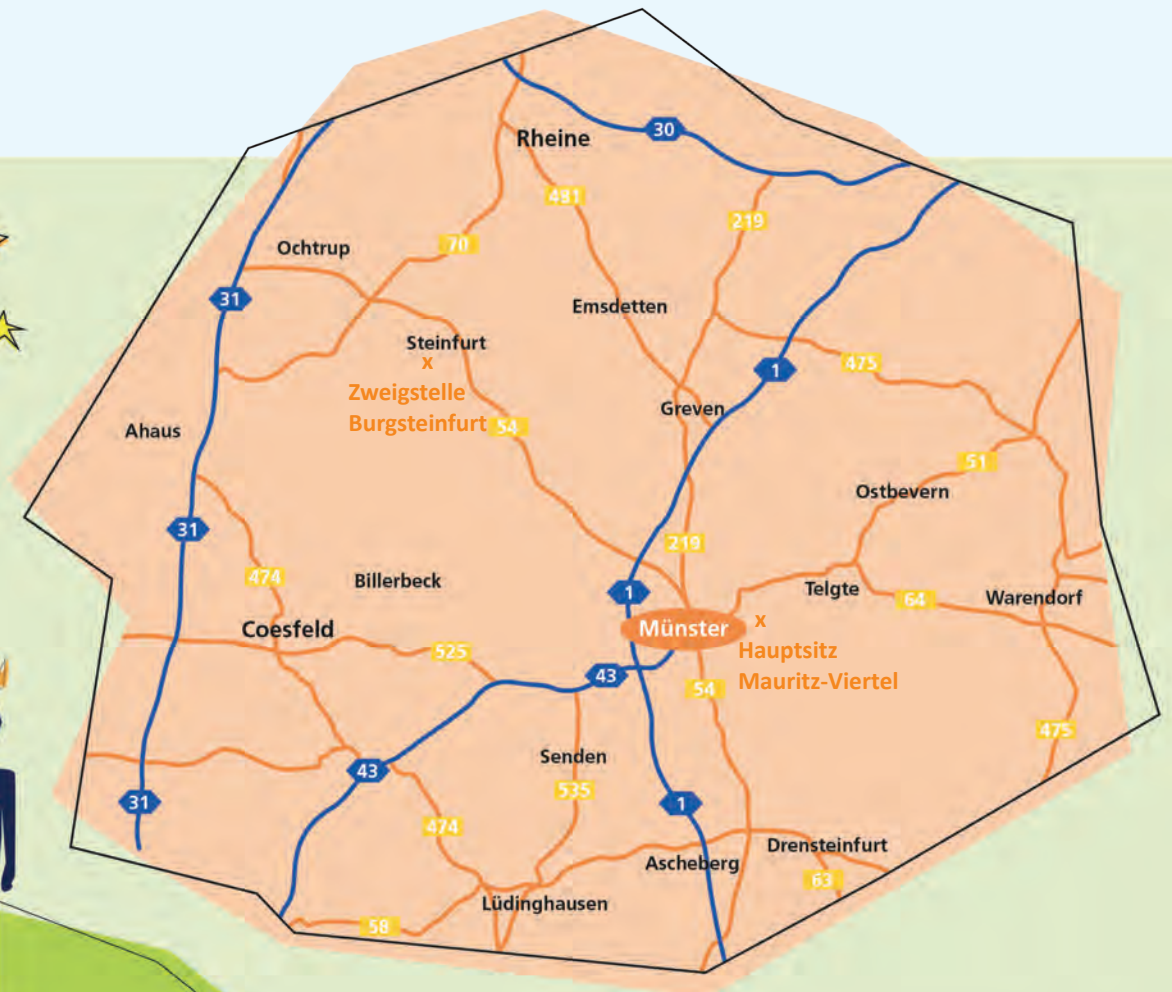 30
Rheine
481
219
70
Ochtrup
31
Emsdetten
Steinfurt
x
Zweigstelle
Burgsteinfurt
54
475
1
Greven
Ahaus
51
Ostbevern
31
219
474
Billerbeck
1
Telgte
64
Warendorf
Coesfeld
Münster
x
Hauptsitz
Mauritz-Viertel
525
43
54
475
Senden
43
535
31
1
474
Drensteinfurt
Ascheberg
63
Lüdinghausen
58